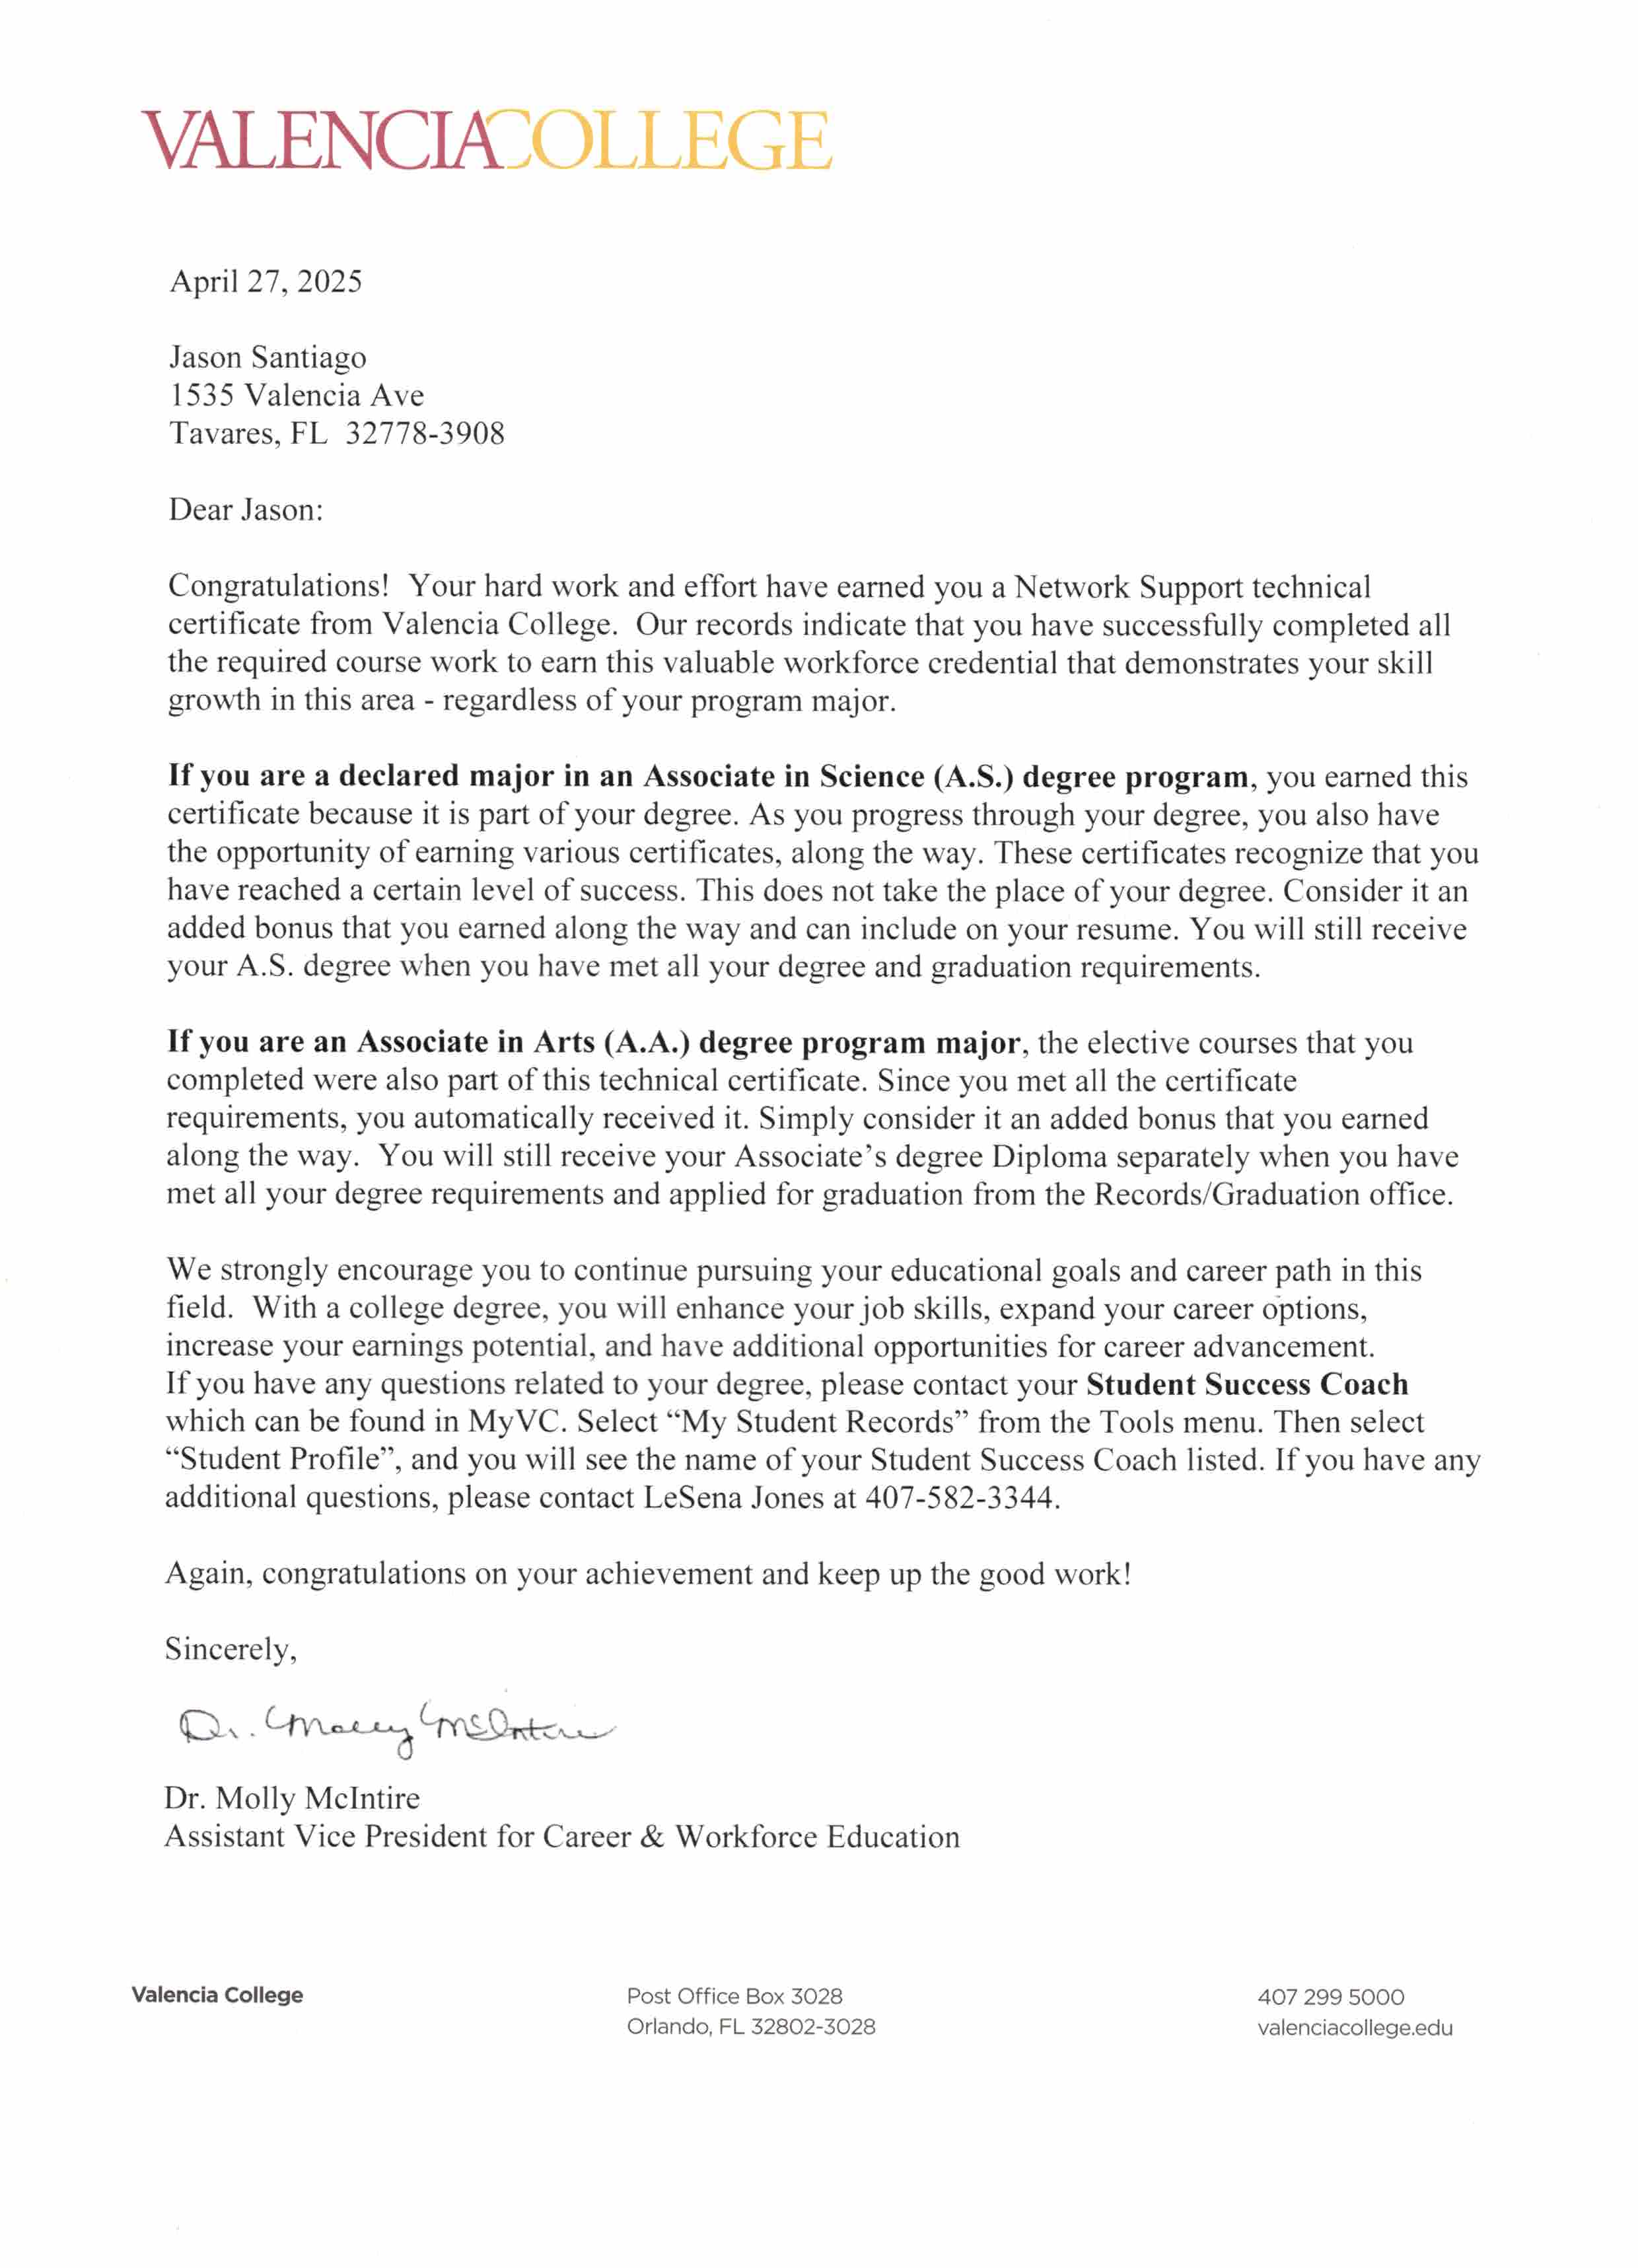 VALENCIACOLLEGE
April 27, 2025
Jason Santiago
1535 Valencia Ave
Tavares, FL  32778-3908
Dear Jason:
Congratulations!  Your hard work and effort have earned you a Network Support technical
certificate from Valencia College.  Our records indicate that you have successfully completed all
the required course work to earn this valuable workforce credential that demonstrates your skill
growth in this area - regardless of your program major.
If you are a declared major in an Associate in Science (A.S.) degree program, you earned this
certificate because it is part of your degree. As you progress through your degree, you also have
the opportunity of earning various certificates, along the way. These certificates recognize that you
have reached a certain level of success. This does not take the place of your degree. Consider it an
added bonus that you earned along the way and can include on your resume. You will still receive
your A.S. degree when you have met all your degree and graduation requirements.
If you are an Associate in Arts (A.A.) degree program major, the elective courses that you
completed were also part of this technical certificate. Since you met all the certificate
requirements, you automatically received it. Simply consider it an added bonus that you earned
along the way.  You will still receive your Associate’s degree Diploma separately when you have
met all your degree requirements and applied for graduation from the Records/Graduation office.
We strongly encourage you to continue pursuing your educational goals and career path in this
field.  With a college degree, you will enhance your job skills, expand your career options,
increase your earnings potential, and have additional opportunities for career advancement.
If you have any questions related to your degree, please contact your Student Success Coach
which can be found in MyVC. Select “My Student Records” from the Tools menu. Then select
“Student Profile”, and you will see the name of your Student Success Coach listed. If you have any
additional questions, please contact LeSena Jones at 407-582-3344.
Again, congratulations on your achievement and keep up the good work!
Sincerely,
Dr. Molly McIntire
Dr. Molly McIntire
Assistant Vice President for Career & Workforce Education
Valencia College
Post Office Box 3028
Orlando, FL 32802-3028
407 299 5000
valenciacollege.edu